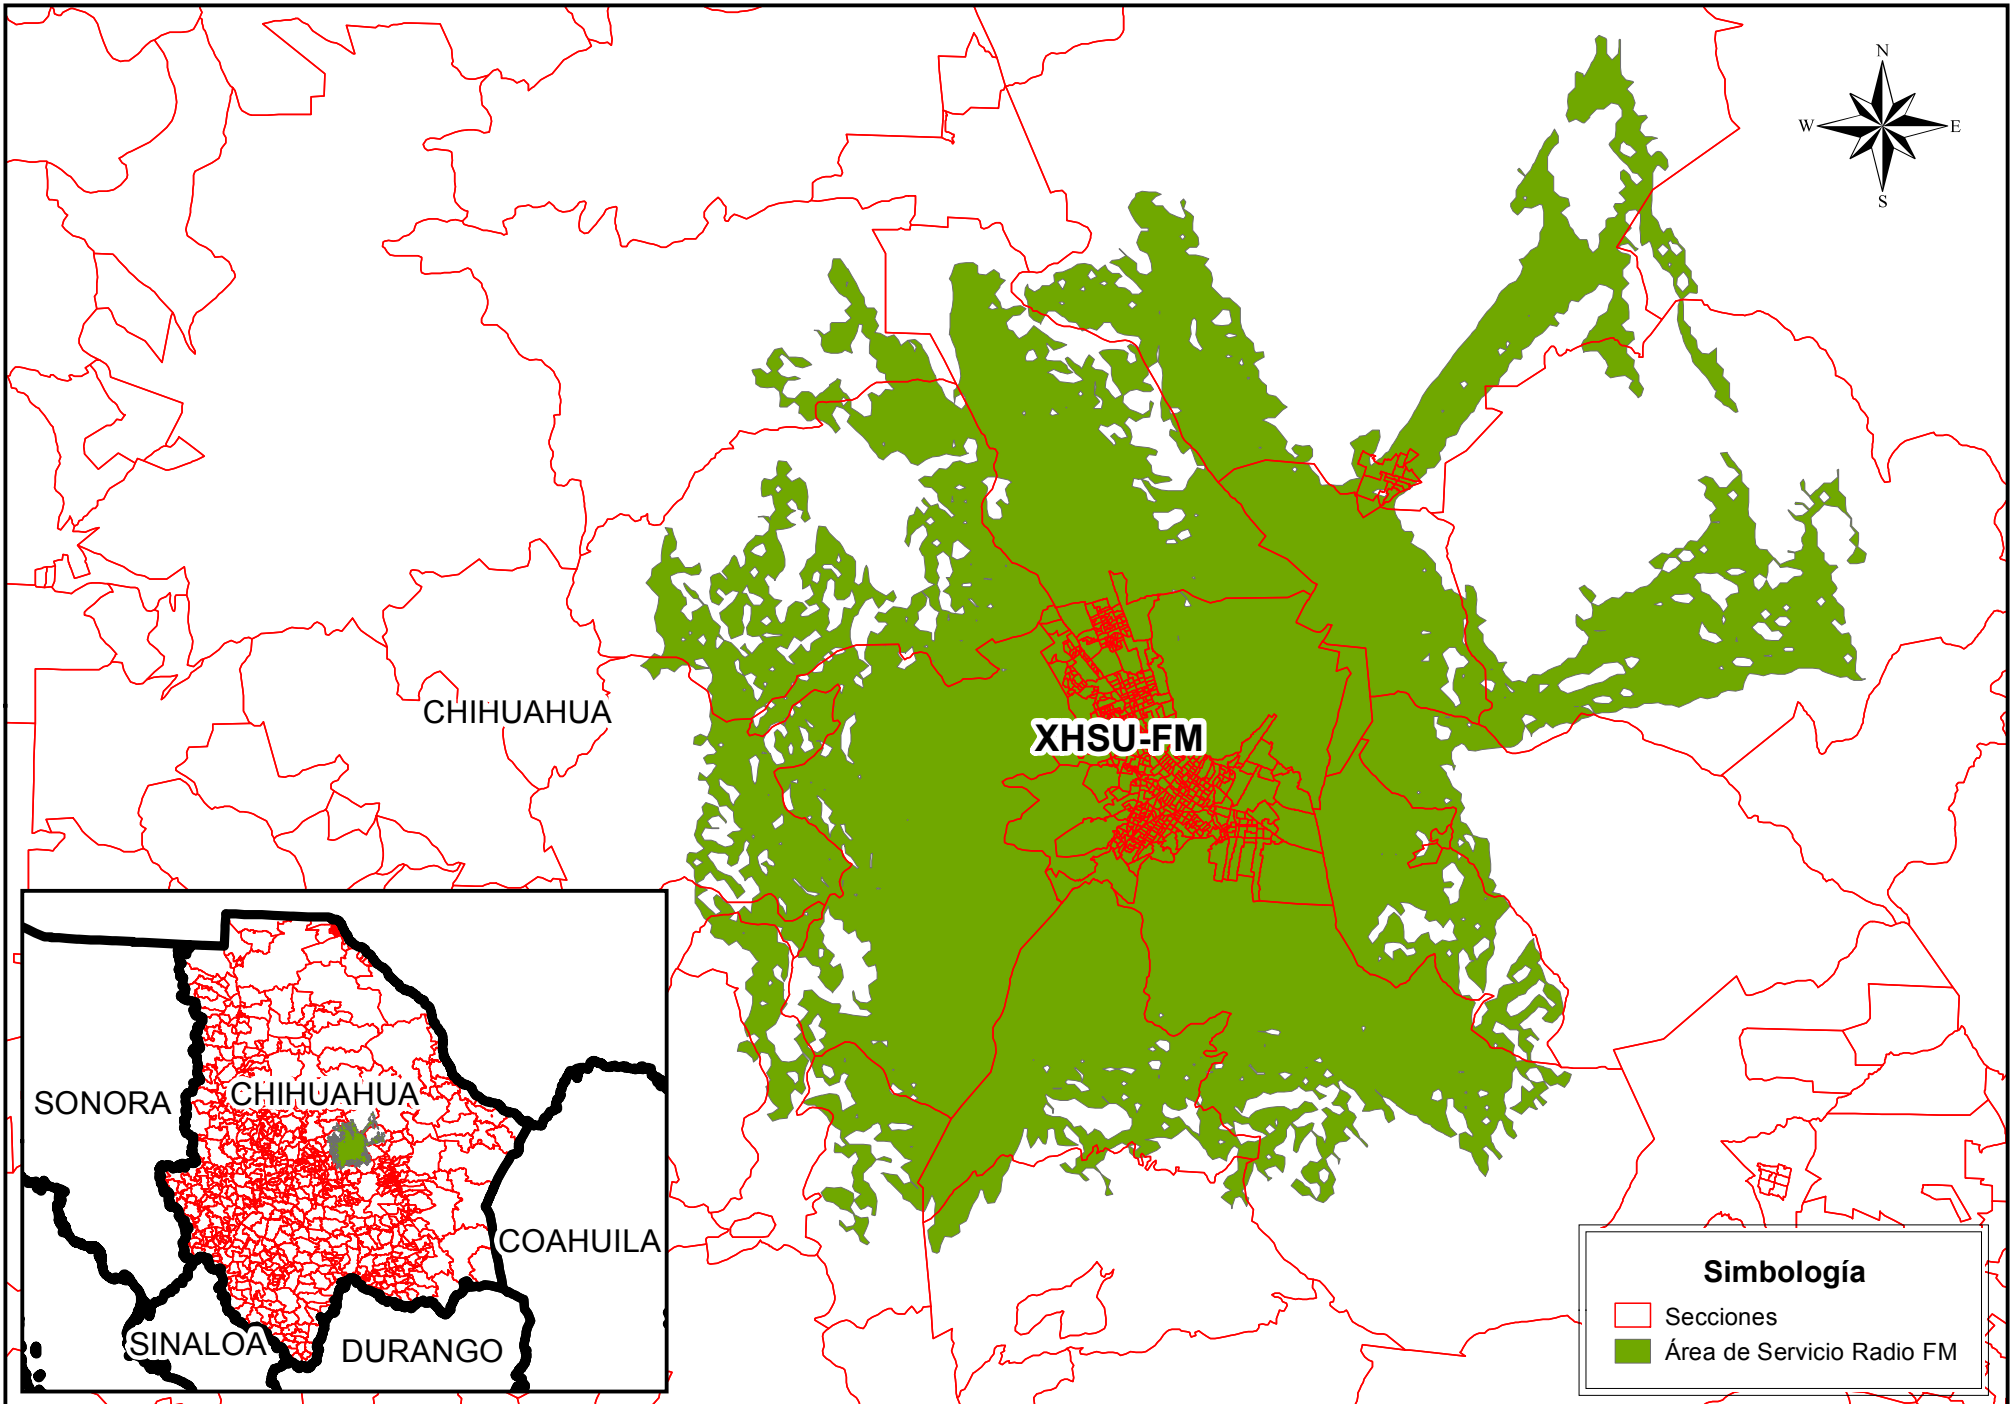 N
W
E
S
CHIHUAHUA
XHSU-FM
SONORA
CHIHUAHUA
COAHUILA
SINALOA
DURANGO
Simbología
Secciones
Área de Servicio Radio FM